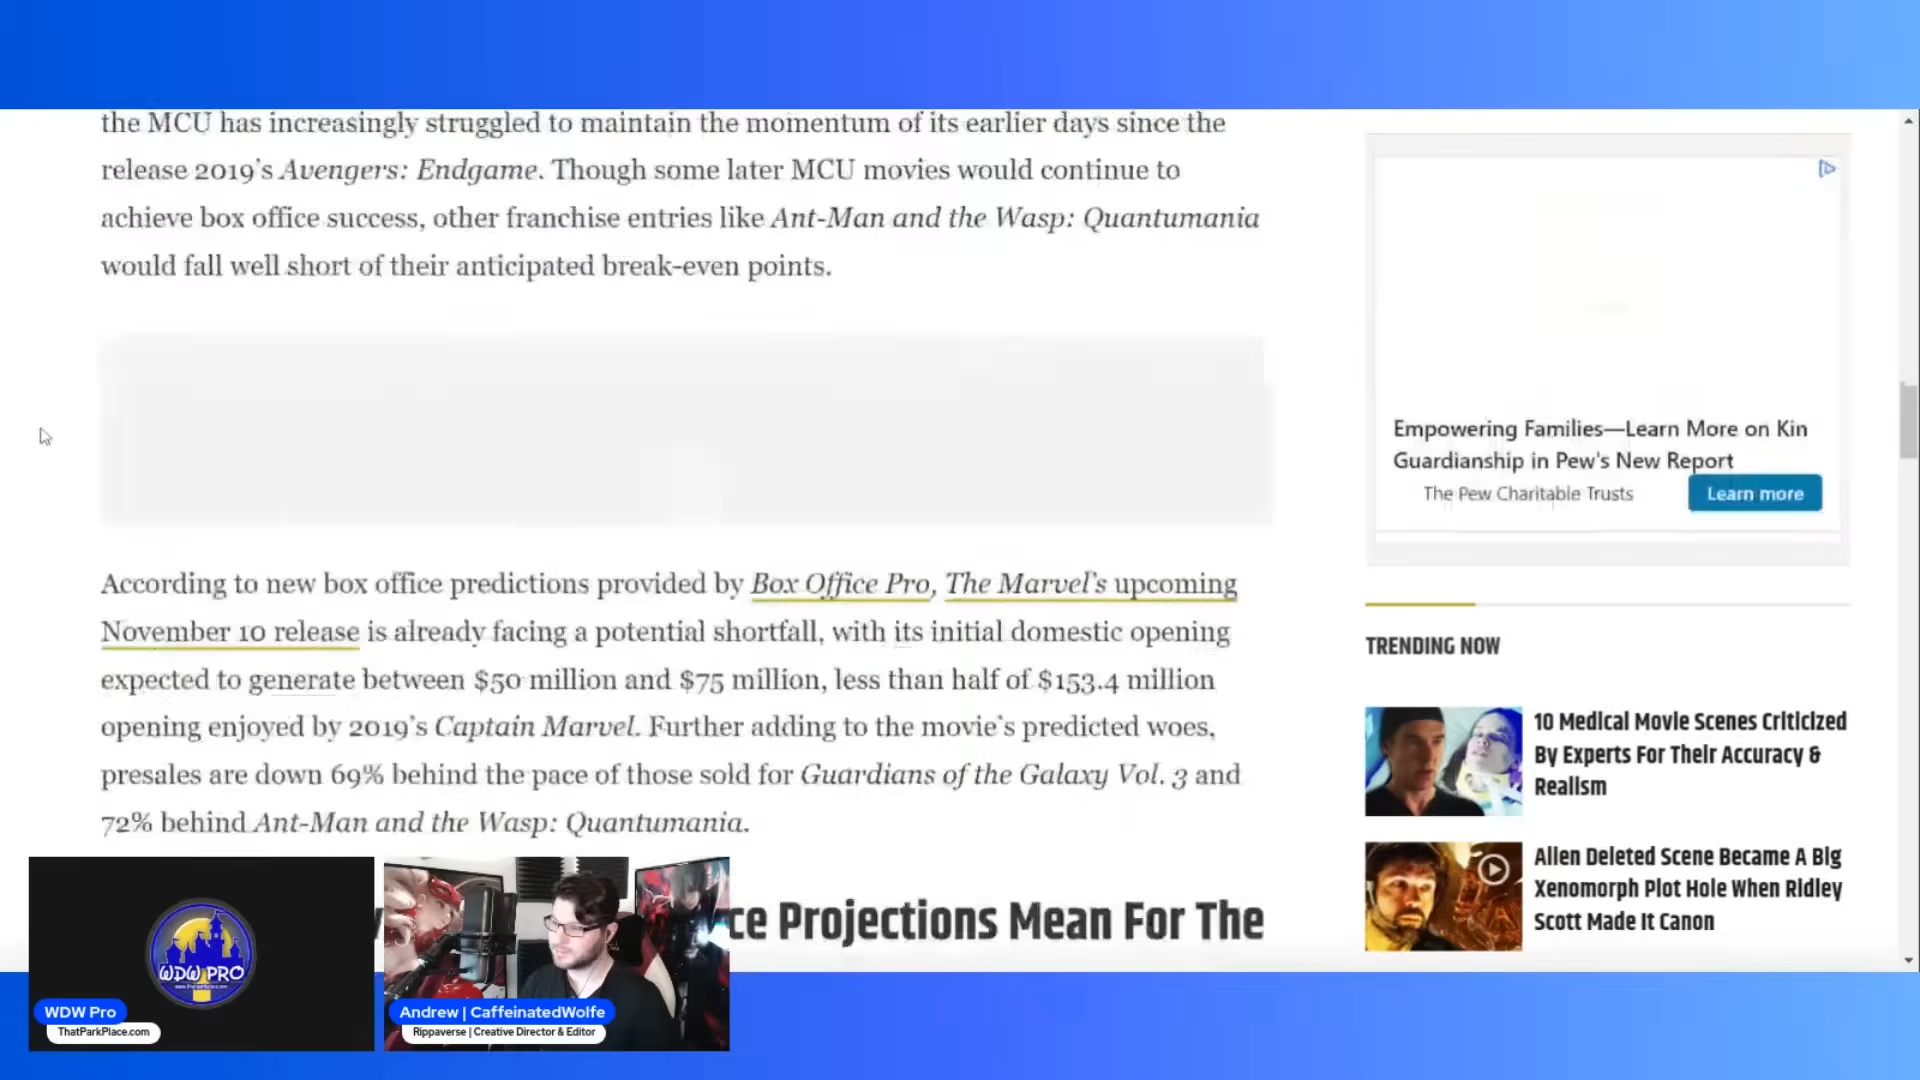 the MCU has increasingly struggled to maintain the momentum of its earlier days since the
release 2019's Avengers: Endgame. Though some later MCU movies would continue to
achieve box office success, other franchise entries like Ant-Man and the Wasp: Quantumania
would fall well short of their anticipated break-even points.
According to new box office predictions provided by Box Office Pro, The Marvel's upcoming
November 10 release is already facing a potential shortfall, with its initial domestic opening
expected to generate between $50 million and $75 million, less than half of $153.4 million
opening enjoyed by 2019's Captain Marvel. Further adding to the movie's predicted woes,
presales are down 69% behind the pace of those sold for Guardians of the Galaxy Vol. 3 and
72% behind Ant-Man and the Wasp: Quantumania.
ce Projections Mean For The
Empowering Families—Learn More on Kin
Guardianship in Pew's New Report
The Pew Charitable Trusts
Learn more
TRENDING NOW
10 Medical Movie Scenes Criticized
By Experts For Their Accuracy &
Realism
Alien Deleted Scene Became A Big
Xenomorph Plot Hole When Ridley
Scott Made It Canon
WDW PRO
WDW Pro
ThatParkPlace.com
Andrew | CaffeinatedWolfe
Rippaverse | Creative Director & Editor